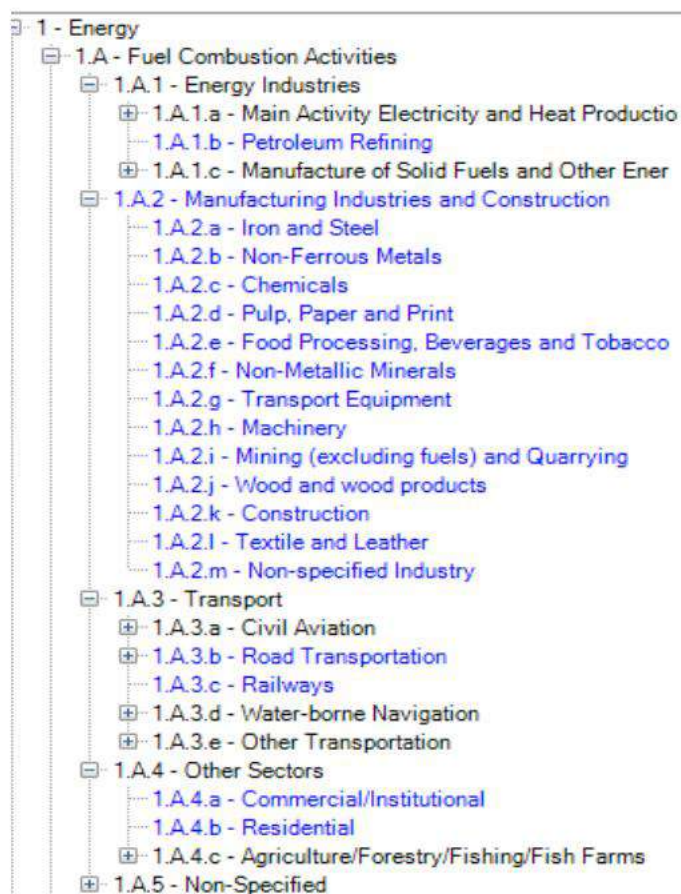 1 - Energy
1.A - Fuel Combustion Activities
1.A.1 - Energy Industries
1.A.1.a - Main Activity Electricity and Heat Productio
1.A.1.b - Petroleum Refining
1.A.1.c - Manufacture of Solid Fuels and Other Ener
1.A.2 - Manufacturing Industries and Construction
1.A.2.a - Iron and Steel
1.A.2.b - Non-Ferrous Metals
1.A.2.c - Chemicals
1.A.2.d - Pulp, Paper and Print
1.A.2.e - Food Processing, Beverages and Tobacco
1.A.2.f - Non-Metallic Minerals
1.A.2.g - Transport Equipment
1.A.2.h - Machinery
1.A.2.i - Mining (excluding fuels) and Quarrying
1.A.2.j - Wood and wood products
1.A.2.k - Construction
1.A.2.l - Textile and Leather
1.A.2.m - Non-specified Industry
1.A.3 - Transport
1.A.3.a - Civil Aviation
1.A.3.b - Road Transportation
1.A.3.c - Railways
1.A.3.d - Water-borne Navigation
1.A.3.e - Other Transportation
1.A.4 - Other Sectors
1.A.4.a - Commercial/Institutional
1.A.4.b - Residential
1.A.4.c - Agriculture/Forestry/Fishing/Fish Farms
1.A.5 - Non-Specified